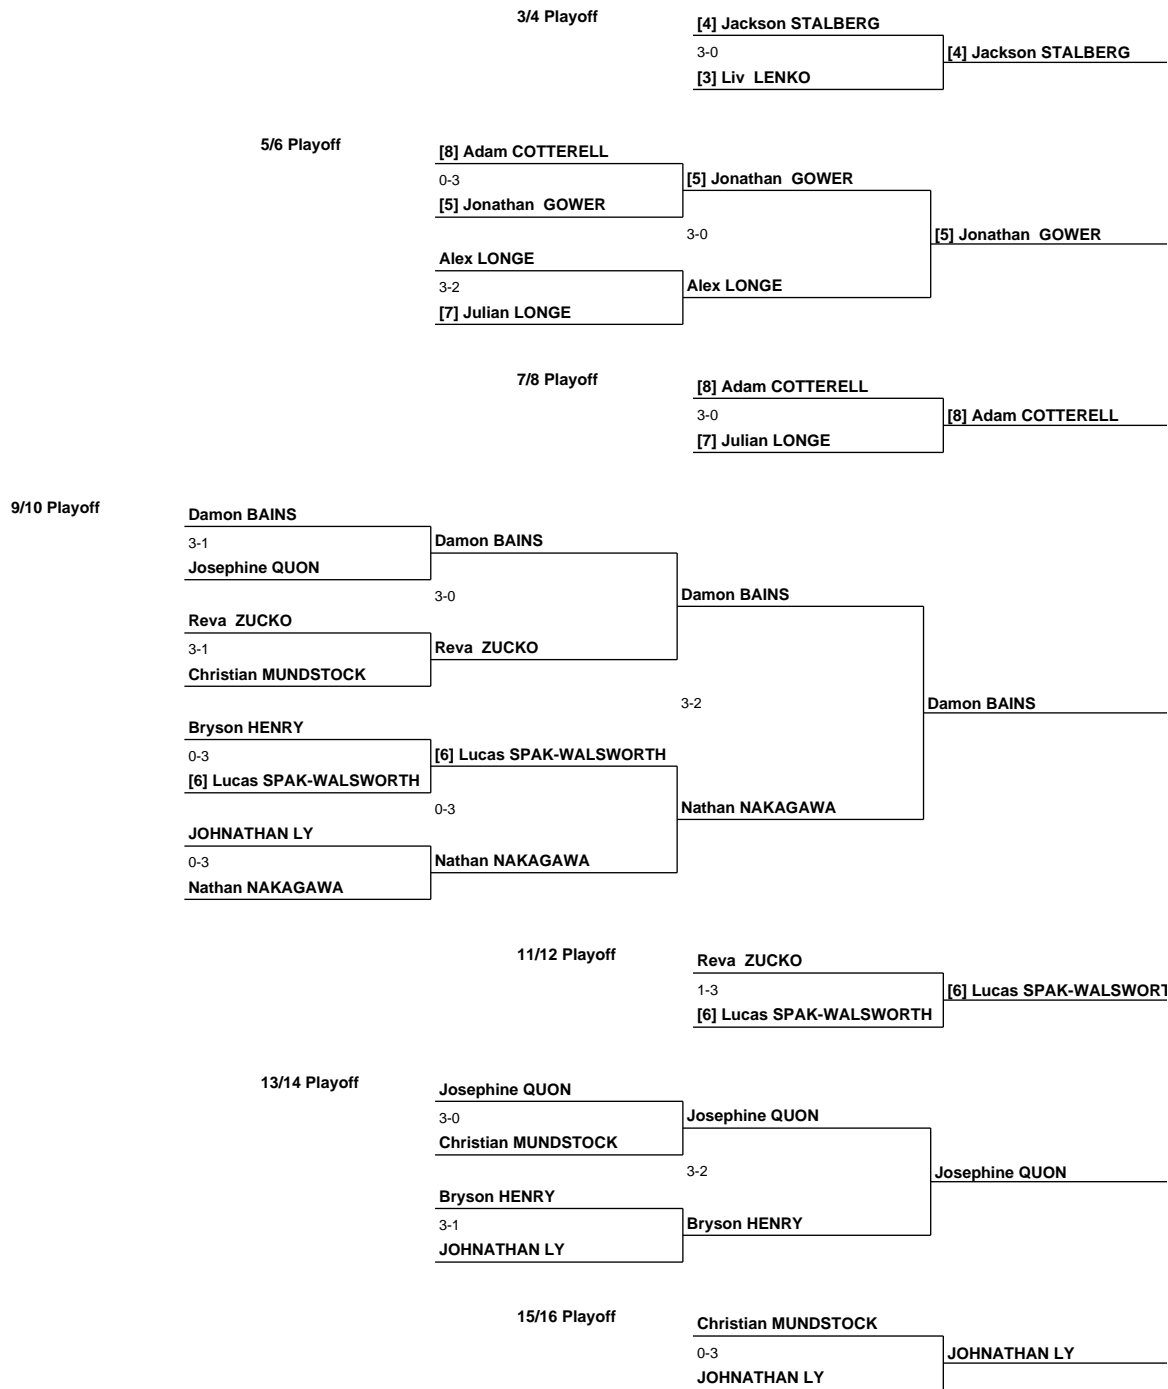 3/4 Playoff
[4] Jackson STALBERG
3-0
[4] Jackson STALBERG
[3] Liv LENKO
5/6 Playoff
[8] Adam COTTERELL
0-3
[5] Jonathan GOWER
[5] Jonathan GOWER
3-0
[5] Jonathan GOWER
Alex LONGE
3-2
Alex LONGE
[7] Julian LONGE
7/8 Playoff
[8] Adam COTTERELL
3-0
[8] Adam COTTERELL
[7] Julian LONGE
9/10 Playoff
Damon BAINS
3-1
Damon BAINS
Josephine QUON
3-0
Damon BAINS
Reva ZUCKO
3-1
Reva ZUCKO
Christian MUNDSTOCK
3-2
Damon BAINS
Bryson HENRY
0-3
[6] Lucas SPAK-WALSWORTH
[6] Lucas SPAK-WALSWORTH
0-3
Nathan NAKAGAWA
JOHNATHAN LY
0-3
Nathan NAKAGAWA
Nathan NAKAGAWA
11/12 Playoff
Reva ZUCKO
1-3
[6] Lucas SPAK-WALSWORT
[6] Lucas SPAK-WALSWORTH
13/14 Playoff
Josephine QUON
3-0
Josephine QUON
Christian MUNDSTOCK
3-2
Josephine QUON
Bryson HENRY
3-1
Bryson HENRY
JOHNATHAN LY
15/16 Playoff
Christian MUNDSTOCK
0-3
JOHNATHAN LY
JOHNATHAN LY